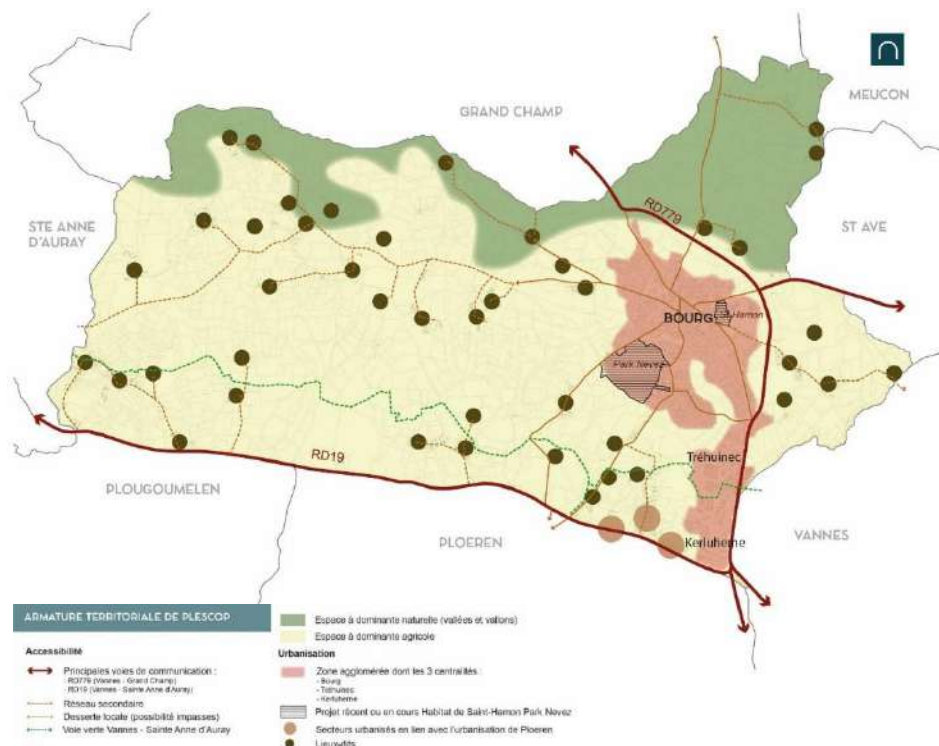 MEUCON
GRAND CHAMP
RD779
STE ANNE
D'AURAY
ST AVE
BOURG
St Hamon
Park Nevez
Tréhuinec
RD19
PLOUGOUMELEN
VANNES
PLOEREN
Kerluherne
ARMATURE TERRITORIALE DE PLESCOP
Accessibilité
Principales voies de communication :
- RD779 (Vannes - Grand Champ)
- RD19 (Vannes - Sainte Anne d'Auray)
Réseau secondaire
Desserte locale (possibilité impasses)
Voie verte Vannes - Sainte Anne d'Auray
Espace à dominante naturelle (vallées et vallons)
Espace à dominante agricole
Urbanisation
Zone agglomérée dont les 3 centralités :
- Bourg
- Tréhuinec
- Kerluherne
Projet récent ou en cours Habitat de Saint-Hamon Park Nevez
Secteurs urbanisés en lien avec l'urbanisation de Ploeren
Lieux-dits